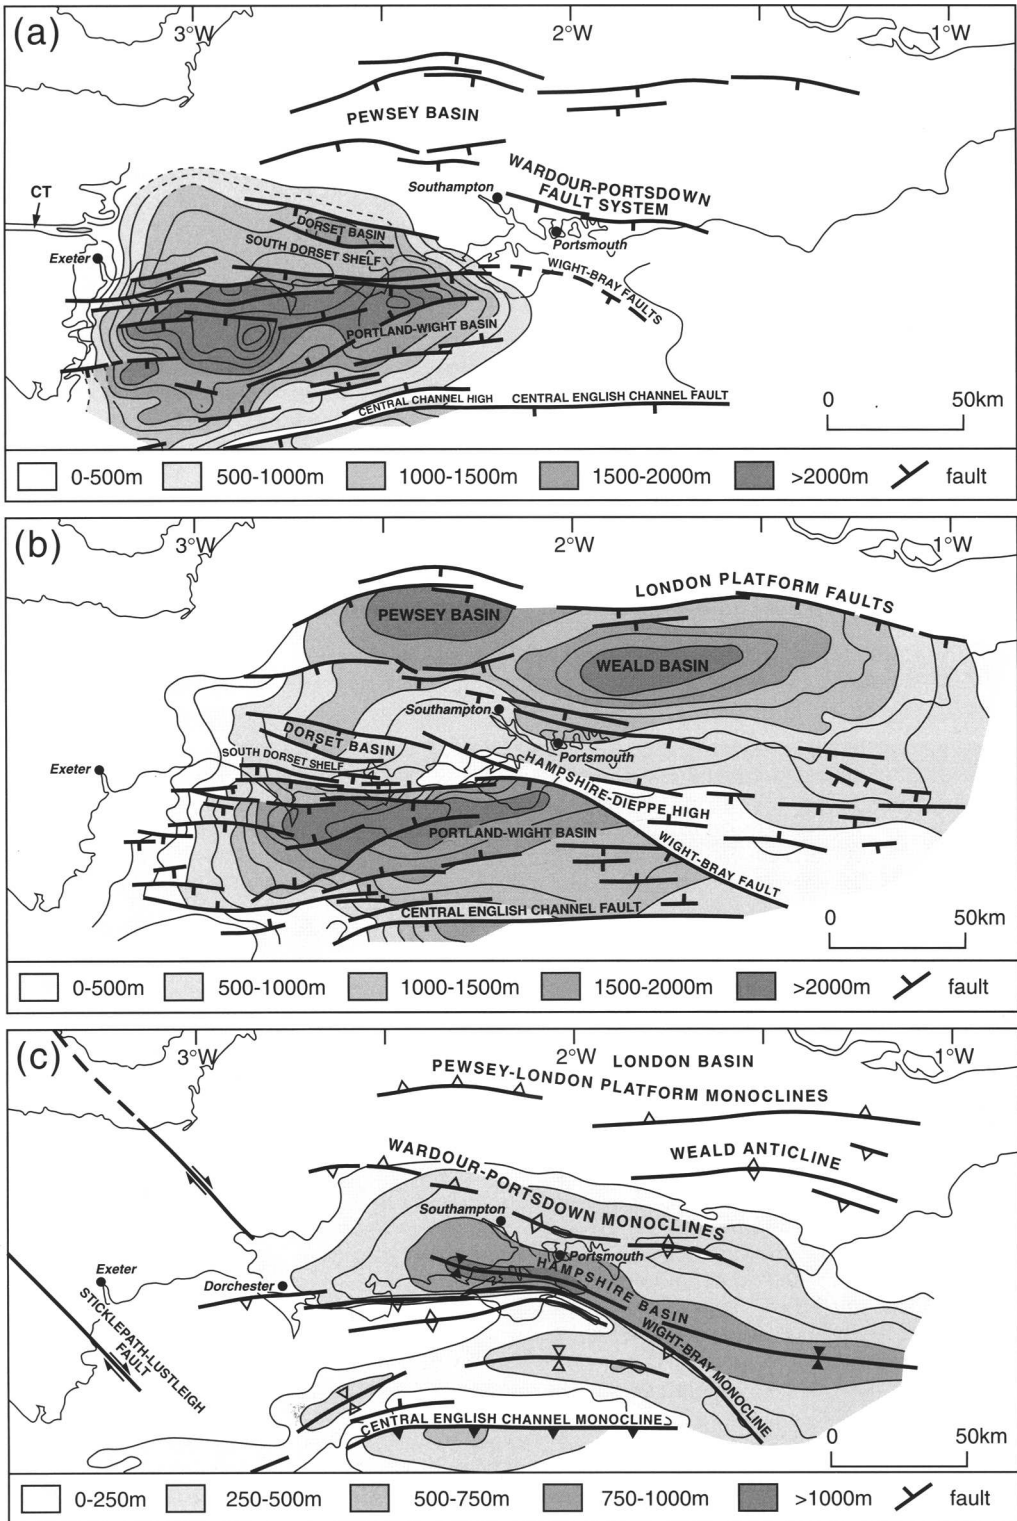 (a)
3°W
2°W
1°W
PEWSEY BASIN
WARDOUR-PORTSDOWN
FAULT SYSTEM
Southampton
CT
DORSET BASIN
SOUTH DORSET SHELF
Portsmouth
Exeter
WIGHT-BRAY FAULTS
PORTLAND-WIGHT BASIN
CENTRAL CHANNEL HIGH
CENTRAL ENGLISH CHANNEL FAULT
0 50km
0-500m 500-1000m 1000-1500m 1500-2000m >2000m fault
(b)
3°W
2°W
1°W
LONDON PLATFORM FAULTS
PEWSEY BASIN
WEALD BASIN
Southampton
DORSET BASIN
SOUTH DORSET SHELF
Portsmouth
Exeter
HAMPSHIRE-DIEPPE HIGH
PORTLAND-WIGHT BASIN
WIGHT-BRAY FAULT
CENTRAL ENGLISH CHANNEL FAULT
0 50km
0-500m 500-1000m 1000-1500m 1500-2000m >2000m fault
(c)
3°W
2°W
1°W
LONDON BASIN
PEWSEY-LONDON PLATFORM MONOCLINES
WEALD ANTICLINE
WARDOUR-PORTSDOWN MONOCLINES
Southampton
Portsmouth
Exeter
Dorchester
HAMPSHIRE BASIN
STICKLEPATH-LUSTLEIGH
FAULT
WIGHT-BRAY MONOCLINE
CENTRAL ENGLISH CHANNEL MONOCLINE
0 50km
0-250m 250-500m 500-750m 750-1000m >1000m fault